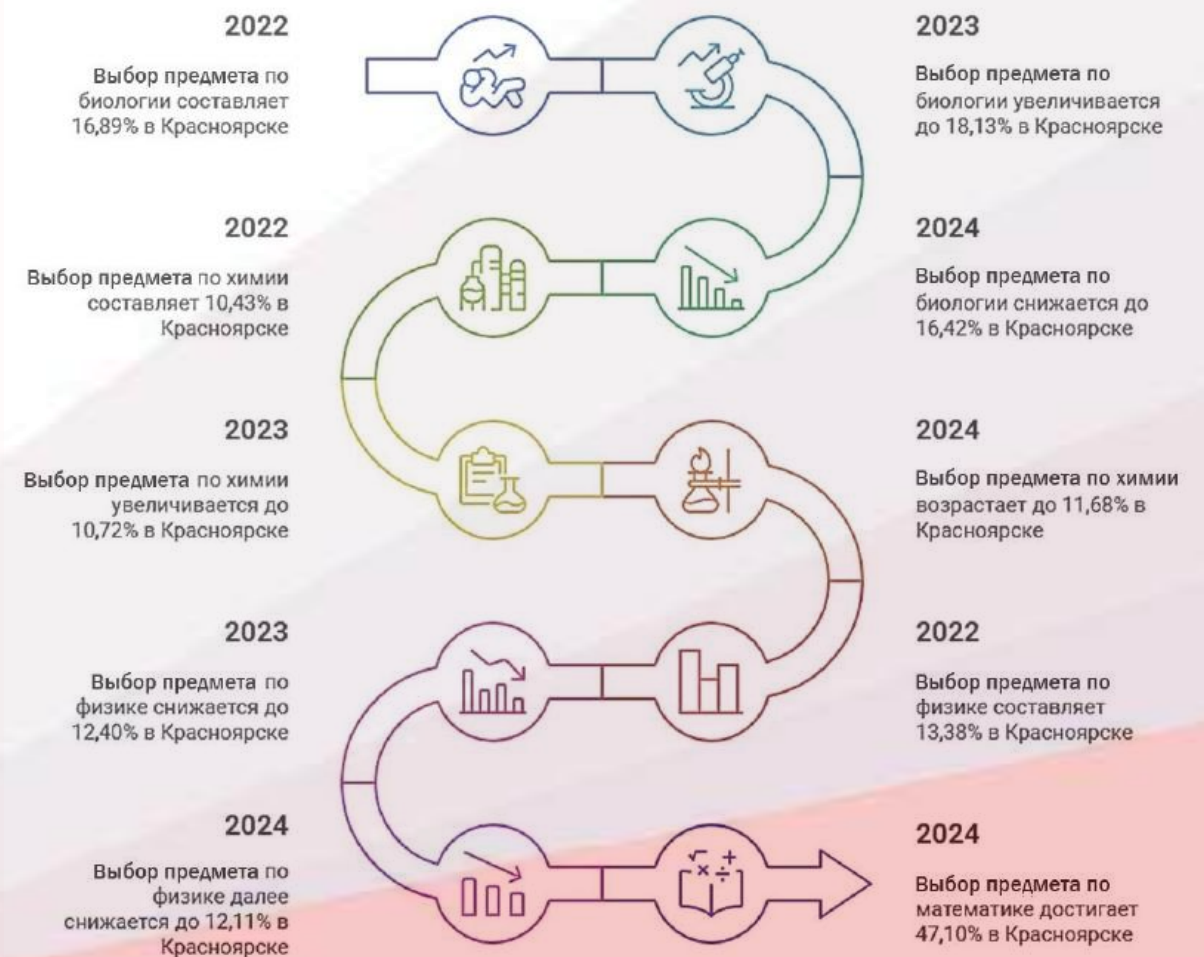 2022
Выбор предмета по
биологии составляет
16,89% в Красноярске
2023
Выбор предмета по
биологии увеличивается
до 18,13% в Красноярске
2024
Выбор предмета по
биологии снижается до
16,42% в Красноярске
2022
Выбор предмета по химии
составляет 10,43% в
Красноярске
2023
Выбор предмета по химии
увеличивается до
10,72% в Красноярске
2024
Выбор предмета по химии
возрастает до 11,68% в
Красноярске
2022
Выбор предмета по
физике составляет
13,38% в Красноярске
2023
Выбор предмета по
физике снижается до
12,40% в Красноярске
2024
Выбор предмета по
физике далее
снижается до 12,11% в
Красноярске
2024
Выбор предмета по
математике достигает
47,10% в Красноярске